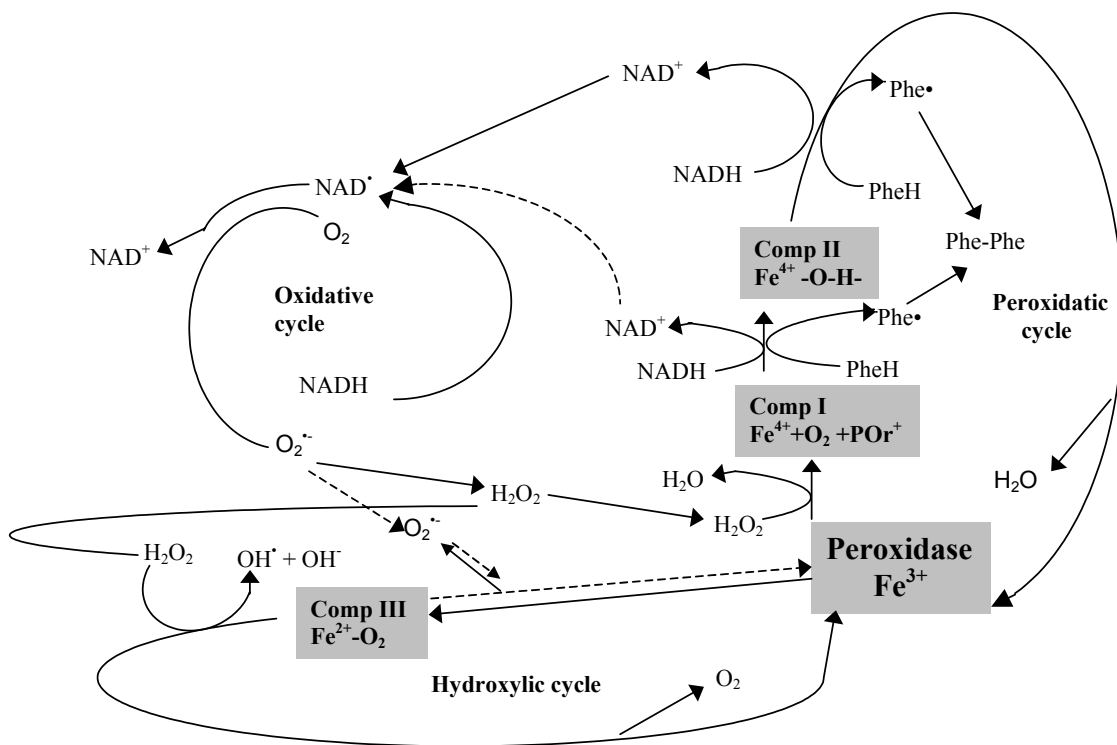 NAD⁺
Phe•
NADH
PheH
NAD•
O₂
NAD⁺
Comp II
Fe⁴⁺ -O-H-
Phe-Phe
Oxidative
cycle
Peroxidatic
cycle
NAD⁺
Phe•
NADH
PheH
NADH
Comp I
Fe⁴⁺+O₂ +POr⁺
O₂•-
H₂O
H₂O
H₂O₂
H₂O₂
O₂•-
Peroxidase
Fe³⁺
H₂O₂
OH• + OH-
Comp III
Fe²⁺-O₂
Hydroxylic cycle
O₂